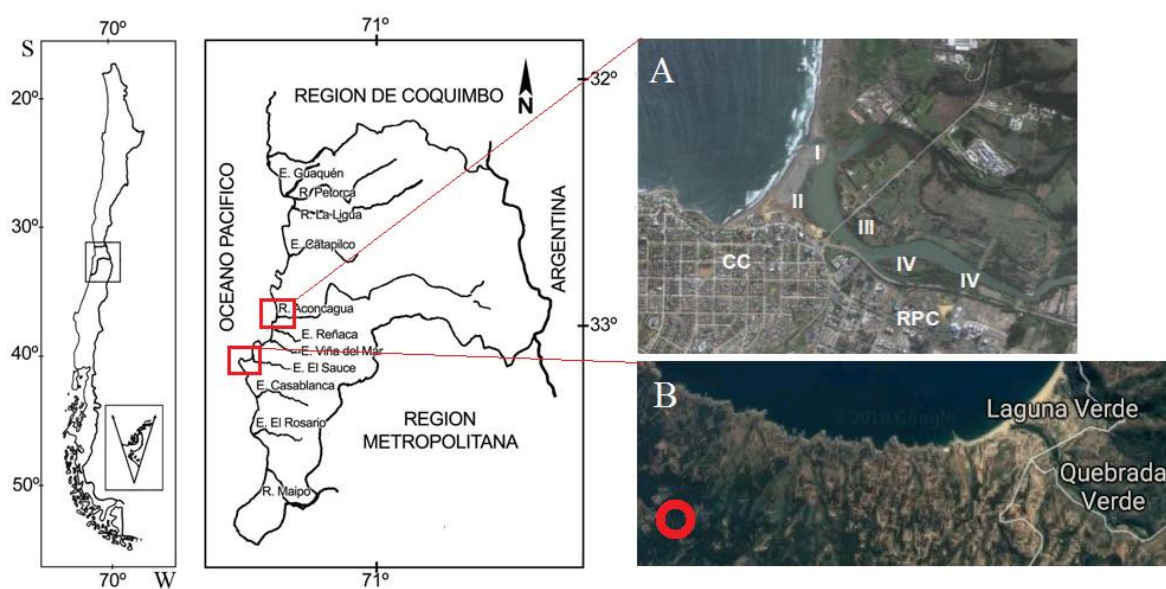 70º
S
20º
30º
40º
50º
70º
W
71º
32º
REGION DE COQUIMBO
N
E. Guaquén
R. Petorca
R. La Ligua
E. Catapilco
OCEANO PACIFICO
ARGENTINA
R. Aconcagua
33º
E. Reñaca
E. Viña del Mar
E. El Sauce
E. Casablanca
E. El Rosario
REGION
METROPOLITANA
R. Maipo
71º
A
I
II
III
CC
IV
IV
RPC
B
© 2018 Google
Laguna Verde
Quebrada
Verde